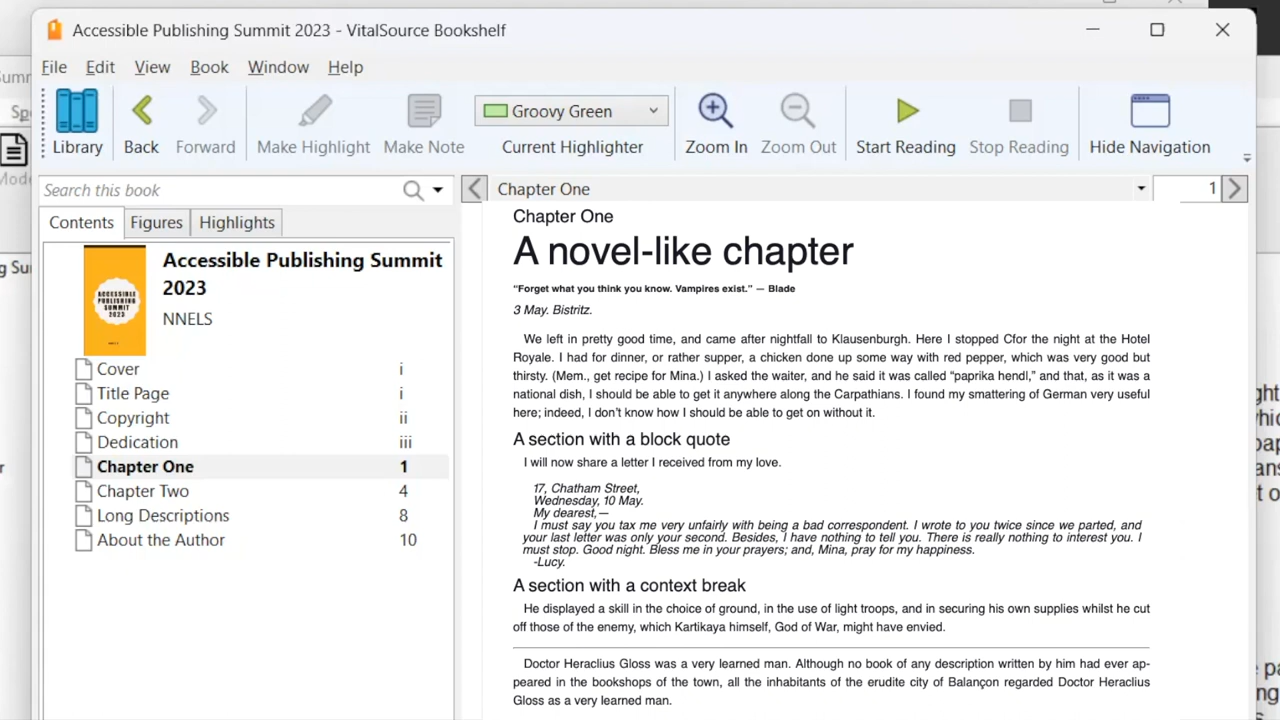 Accessible Publishing Summit 2023 - VitalSource Bookshelf
File Edit View Book Window Help
Library Back Forward Make Highlight Make Note Groovy Green Current Highlighter Zoom In Zoom Out Start Reading Stop Reading Hide Navigation
Search this book
Chapter One 1
Contents Figures Highlights
Accessible Publishing Summit
2023
NNELS
ACCESSIBLE
PUBLISHING
SUMMIT
2023
Cover i
Title Page i
Copyright ii
Dedication iii
Chapter One 1
Chapter Two 4
Long Descriptions 8
About the Author 10
Chapter One
A novel-like chapter
“Forget what you think you know. Vampires exist.” — Blade
3 May. Bistritz.
We left in pretty good time, and came after nightfall to Klausenburgh. Here I stopped Cfor the night at the Hotel
Royale. I had for dinner, or rather supper, a chicken done up some way with red pepper, which was very good but
thirsty. (Mem., get recipe for Mina.) I asked the waiter, and he said it was called “paprika hendl,” and that, as it was a
national dish, I should be able to get it anywhere along the Carpathians. I found my smattering of German very useful
here; indeed, I don’t know how I should be able to get on without it.
A section with a block quote
I will now share a letter I received from my love.
17, Chatham Street,
Wednesday, 10 May.
My dearest,—
I must say you tax me very unfairly with being a bad correspondent. I wrote to you twice since we parted, and
your last letter was only your second. Besides, I have nothing to tell you. There is really nothing to interest you. I
must stop. Good night. Bless me in your prayers; and, Mina, pray for my happiness.
-Lucy.
A section with a context break
He displayed a skill in the choice of ground, in the use of light troops, and in securing his own supplies whilst he cut
off those of the enemy, which Kartikaya himself, God of War, might have envied.
Doctor Heraclius Gloss was a very learned man. Although no book of any description written by him had ever ap-
peared in the bookshops of the town, all the inhabitants of the erudite city of Balançon regarded Doctor Heraclius
Gloss as a very learned man.